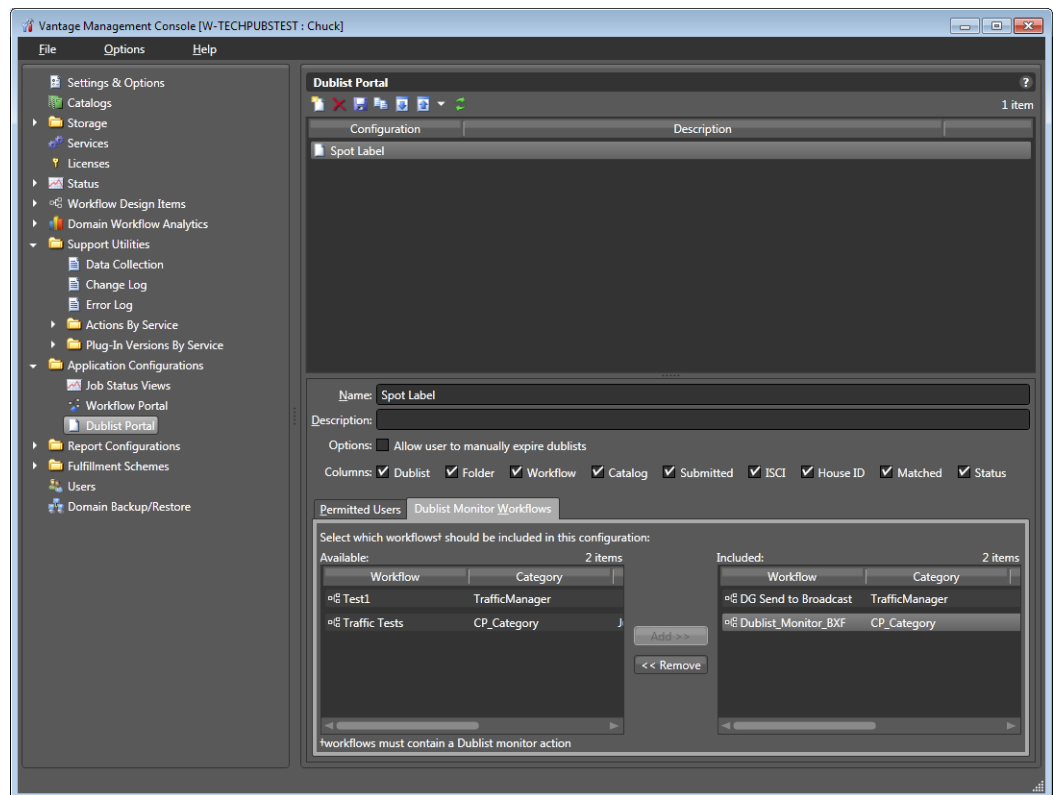 Vantage Management Console [W-TECHPUBSTEST : Chuck]
File Options Help
Settings & Options
Catalogs
Storage
Services
Licenses
Status
Workflow Design Items
Domain Workflow Analytics
Support Utilities
Data Collection
Change Log
Error Log
Actions By Service
Plug-In Versions By Service
Application Configurations
Job Status Views
Workflow Portal
Dublist Portal
Report Configurations
Fulfillment Schemes
Users
Domain Backup/Restore
Dublist Portal ?
1 item
Configuration Description
Spot Label
Name: Spot Label
Description:
Options: Allow user to manually expire dublists
Columns: Dublist Folder Workflow Catalog Submitted ISCI House ID Matched Status
Permitted Users Dublist Monitor Workflows
Select which workflows† should be included in this configuration:
Available: 2 items
Workflow Category
Test1 TrafficManager
Traffic Tests CP_Category
Add >>
<< Remove
Included: 2 items
Workflow Category
DG Send to Broadcast TrafficManager
Dublist_Monitor_BXF CP_Category
†workflows must contain a Dublist monitor action